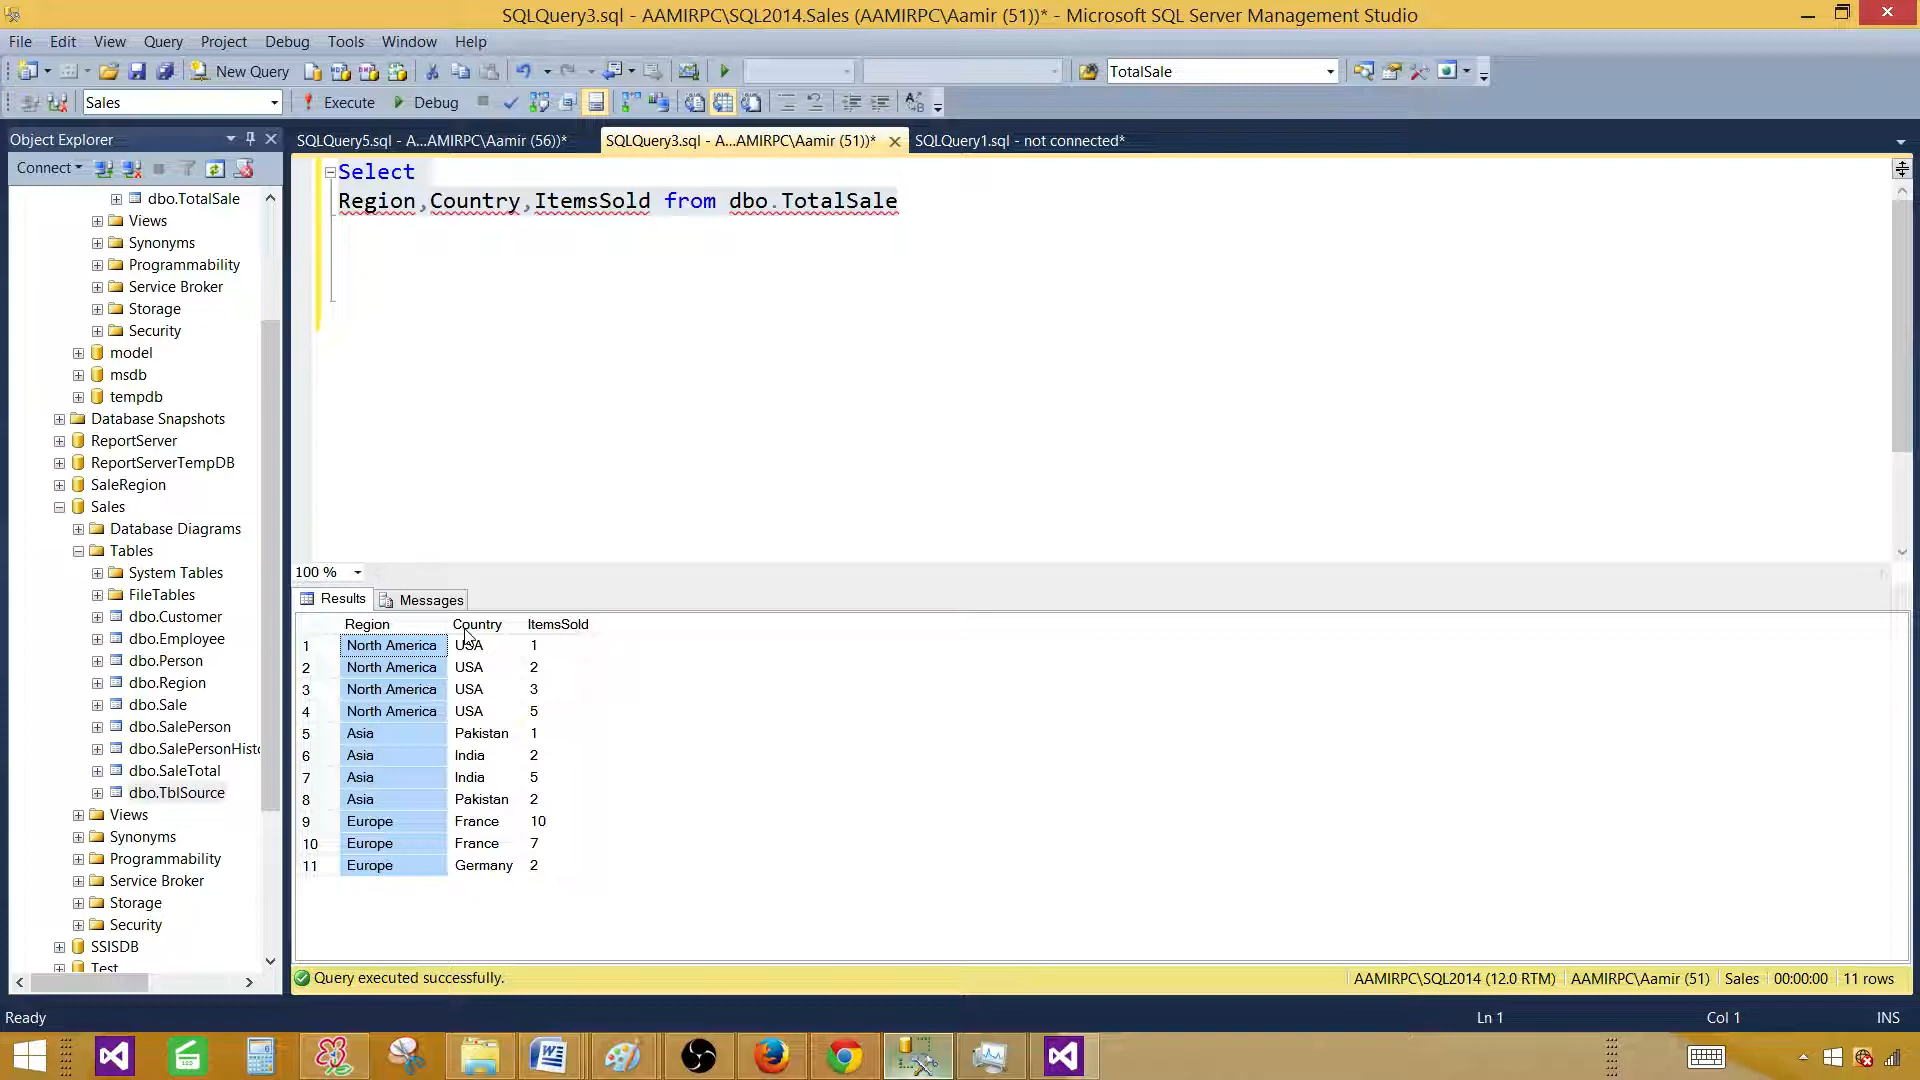 SQLQuery3.sql - AAMIRPC\SQL2014.Sales (AAMIRPC\Aamir (51))* - Microsoft SQL Server Management Studio
File Edit View Query Project Debug Tools Window Help
New Query TotalSale
Sales Execute Debug
Object Explorer
SQLQuery5.sql - A...AMIRPC\Aamir (56))* SQLQuery3.sql - A...AMIRPC\Aamir (51))* SQLQuery1.sql - not connected*
Connect
dbo.TotalSale
Views
Synonyms
Programmability
Service Broker
Storage
Security
model
msdb
tempdb
Database Snapshots
ReportServer
ReportServerTempDB
SaleRegion
Sales
Database Diagrams
Tables
System Tables
FileTables
dbo.Customer
dbo.Employee
dbo.Person
dbo.Region
dbo.Sale
dbo.SalePerson
dbo.SalePersonHisto
dbo.SaleTotal
dbo.TblSource
Views
Synonyms
Programmability
Service Broker
Storage
Security
SSISDB
Test
Select
Region,Country,ItemsSold from dbo.TotalSale
100 %
Results Messages
Region Country ItemsSold
1 North America USA 1
2 North America USA 2
3 North America USA 3
4 North America USA 5
5 Asia Pakistan 1
6 Asia India 2
7 Asia India 5
8 Asia Pakistan 2
9 Europe France 10
10 Europe France 7
11 Europe Germany 2
Query executed successfully. AAMIRPC\SQL2014 (12.0 RTM) AAMIRPC\Aamir (51) Sales 00:00:00 11 rows
Ready Ln 1 Col 1 INS